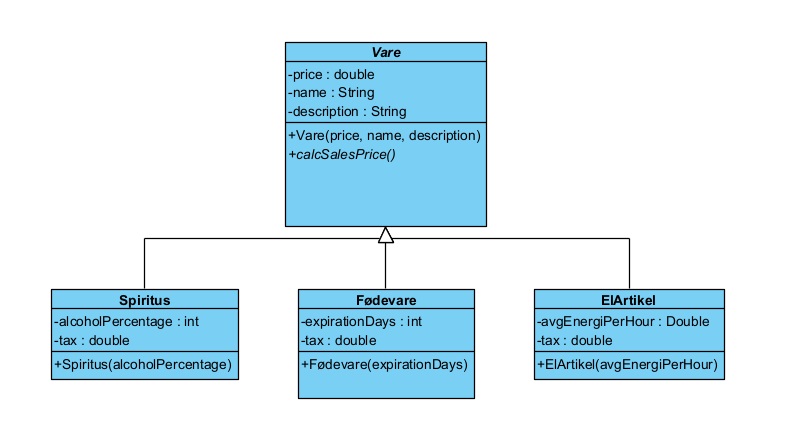 Vare
-price : double
-name : String
-description : String
+Vare(price, name, description)
+calcSalesPrice()
Spiritus
-alcoholPercentage : int
-tax : double
+Spiritus(alcoholPercentage)
Fødevare
-expirationDays : int
-tax : double
+Fødevare(expirationDays)
ElArtikel
-avgEnergiPerHour : Double
-tax : double
+ElArtikel(avgEnergiPerHour)